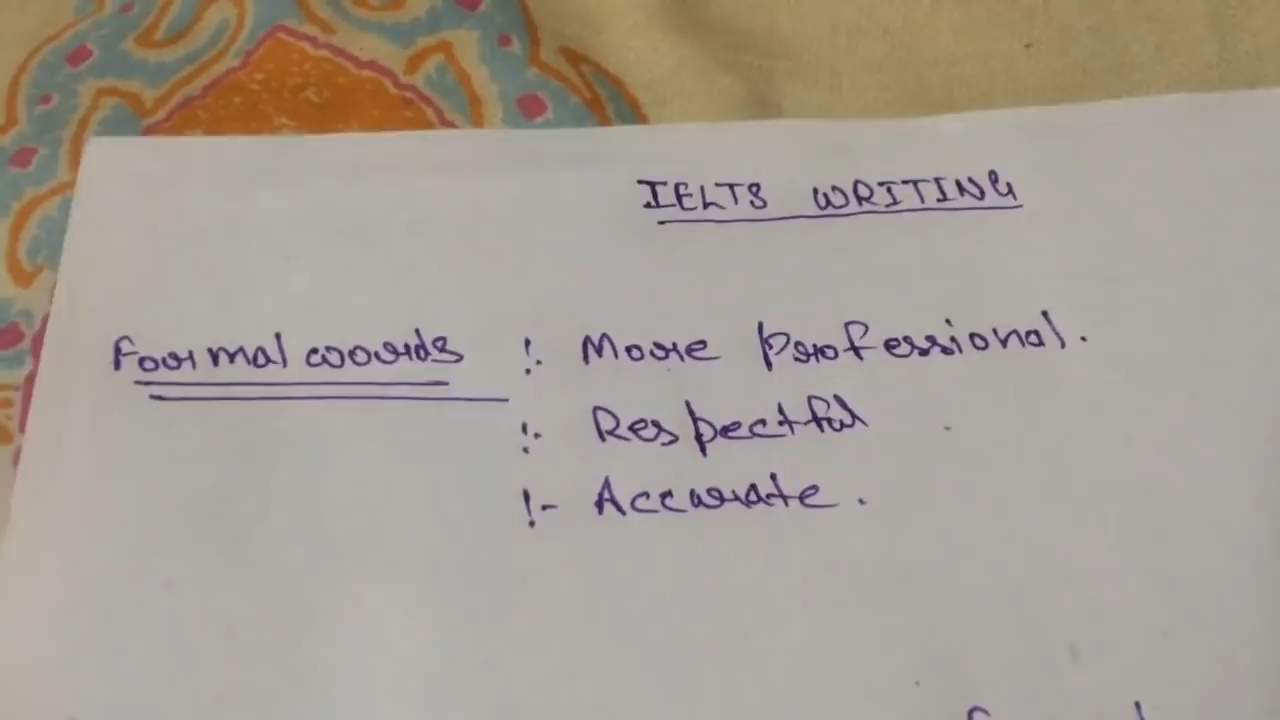 IELTS WRITING
Formal words :- More professional.
:- Respectful
:- Accurate.